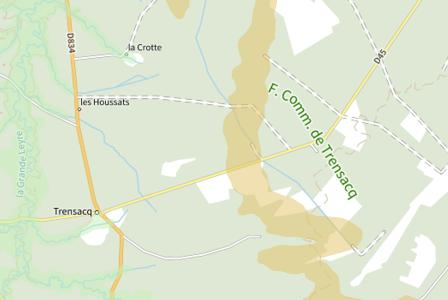 D834
la Crotte
D45
les Houssats
F. Comm. de Trensacq
la Grande Leyre
Trensacq